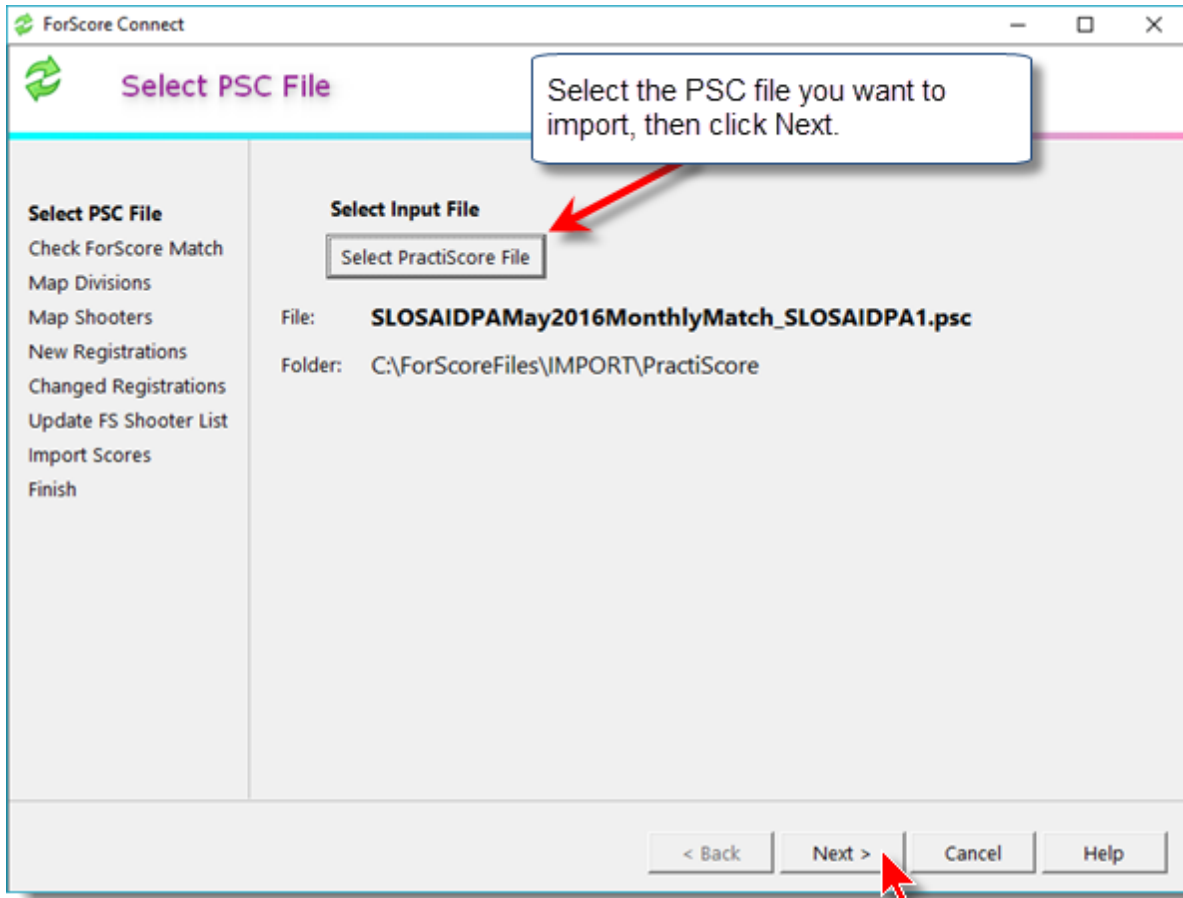 ForScore Connect
Select PSC File
Select the PSC file you want to
import, then click Next.
Select PSC File
Check ForScore Match
Map Divisions
Map Shooters
New Registrations
Changed Registrations
Update FS Shooter List
Import Scores
Finish
Select Input File
Select PractiScore File
File: SLOSAIDPAMay2016MonthlyMatch_SLOSAIDPA1.psc
Folder: C:\ForScoreFiles\IMPORT\PractiScore
< Back Next > Cancel Help